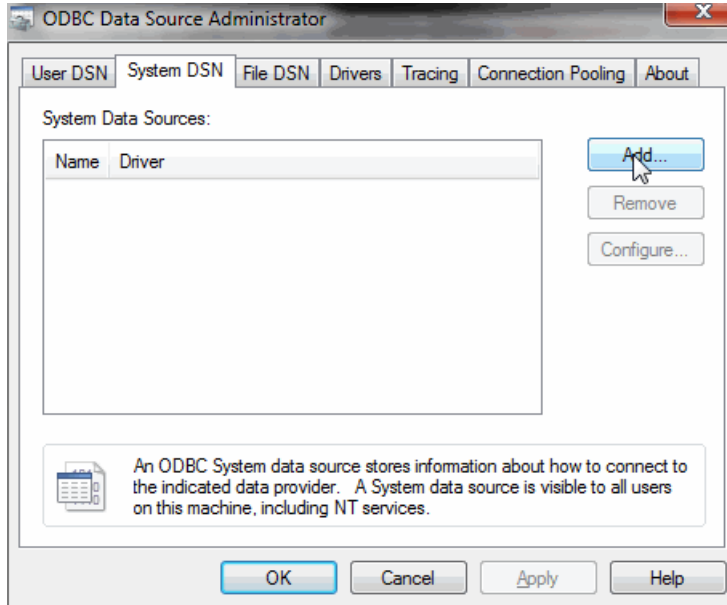 ODBC Data Source Administrator
User DSN System DSN File DSN Drivers Tracing Connection Pooling About
System Data Sources:
Name Driver
Add...
Remove
Configure...
An ODBC System data source stores information about how to connect to
the indicated data provider. A System data source is visible to all users
on this machine, including NT services.
OK Cancel Apply Help